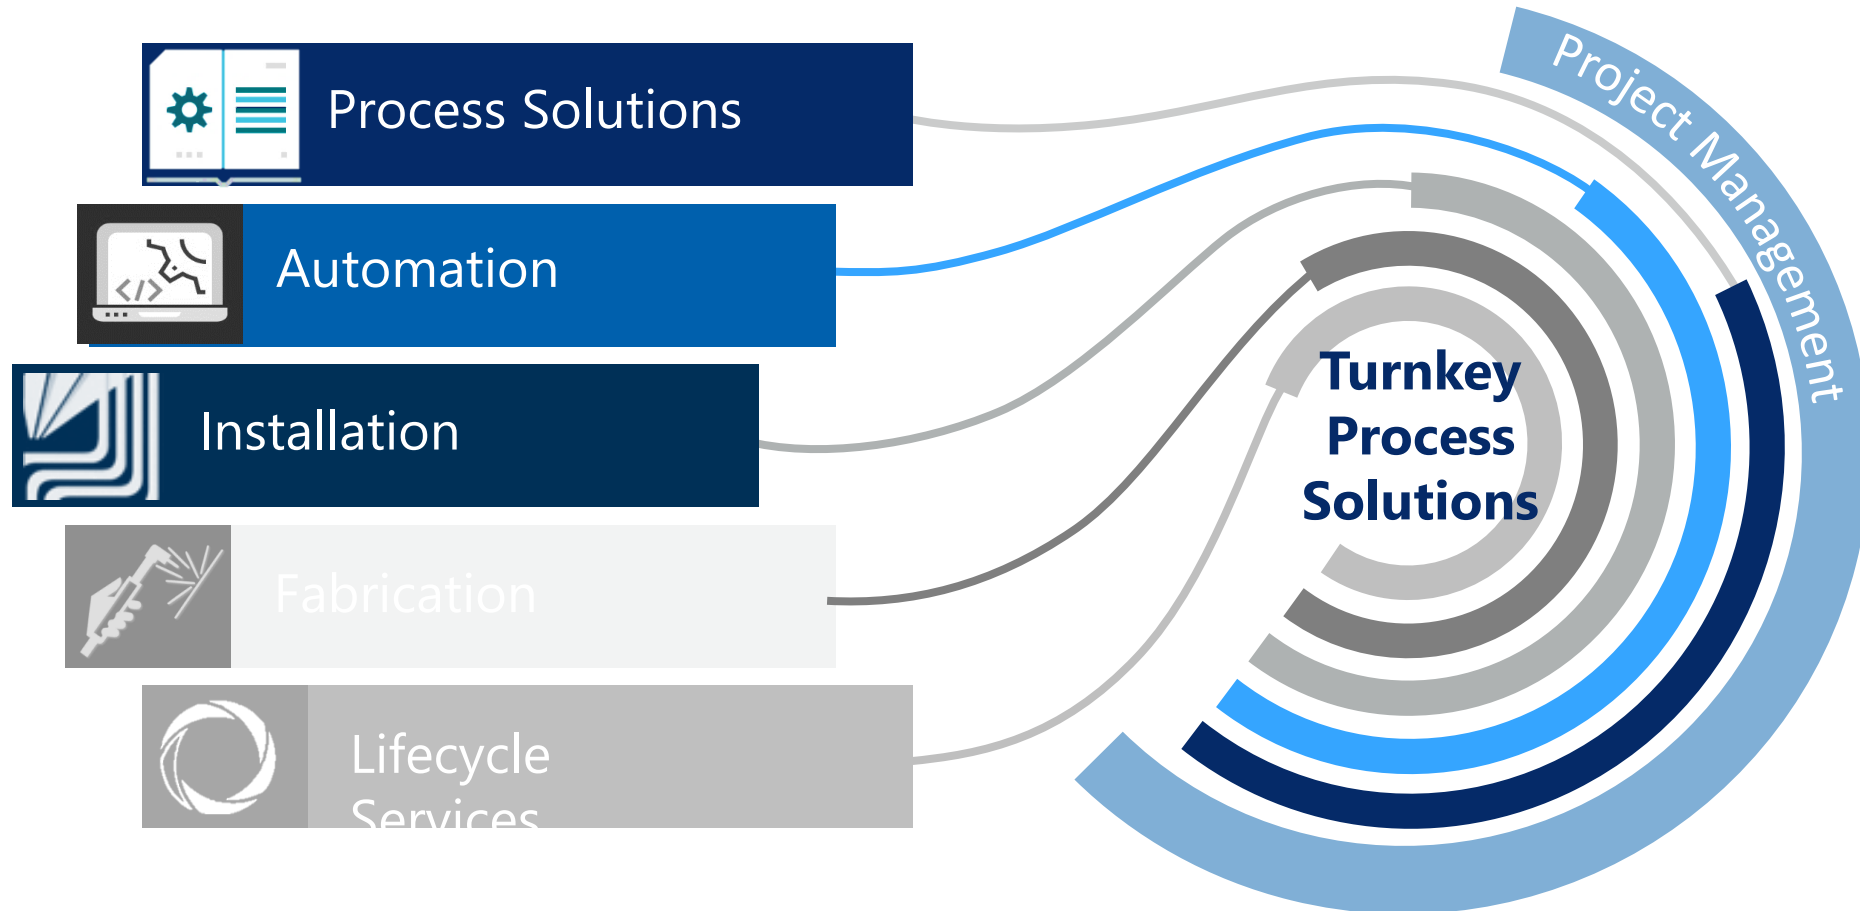 Process Solutions
Automation
Installation
Fabrication
Lifecycle
Services
Project Management
Turnkey
Process
Solutions